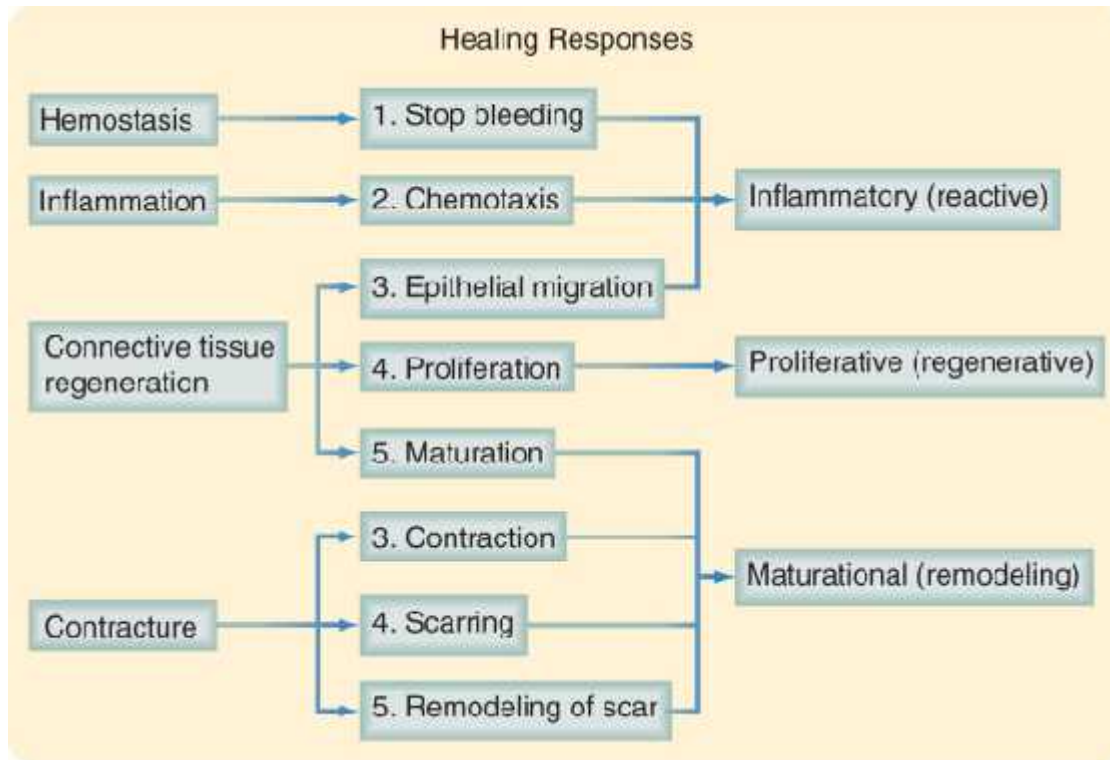 Healing Responses
Hemostasis
1. Stop bleeding
Inflammation
2. Chemotaxis
Inflammatory (reactive)
3. Epithelial migration
Connective tissue
regeneration
4. Proliferation
Proliferative (regenerative)
5. Maturation
3. Contraction
Maturational (remodeling)
Contracture
4. Scarring
5. Remodeling of scar